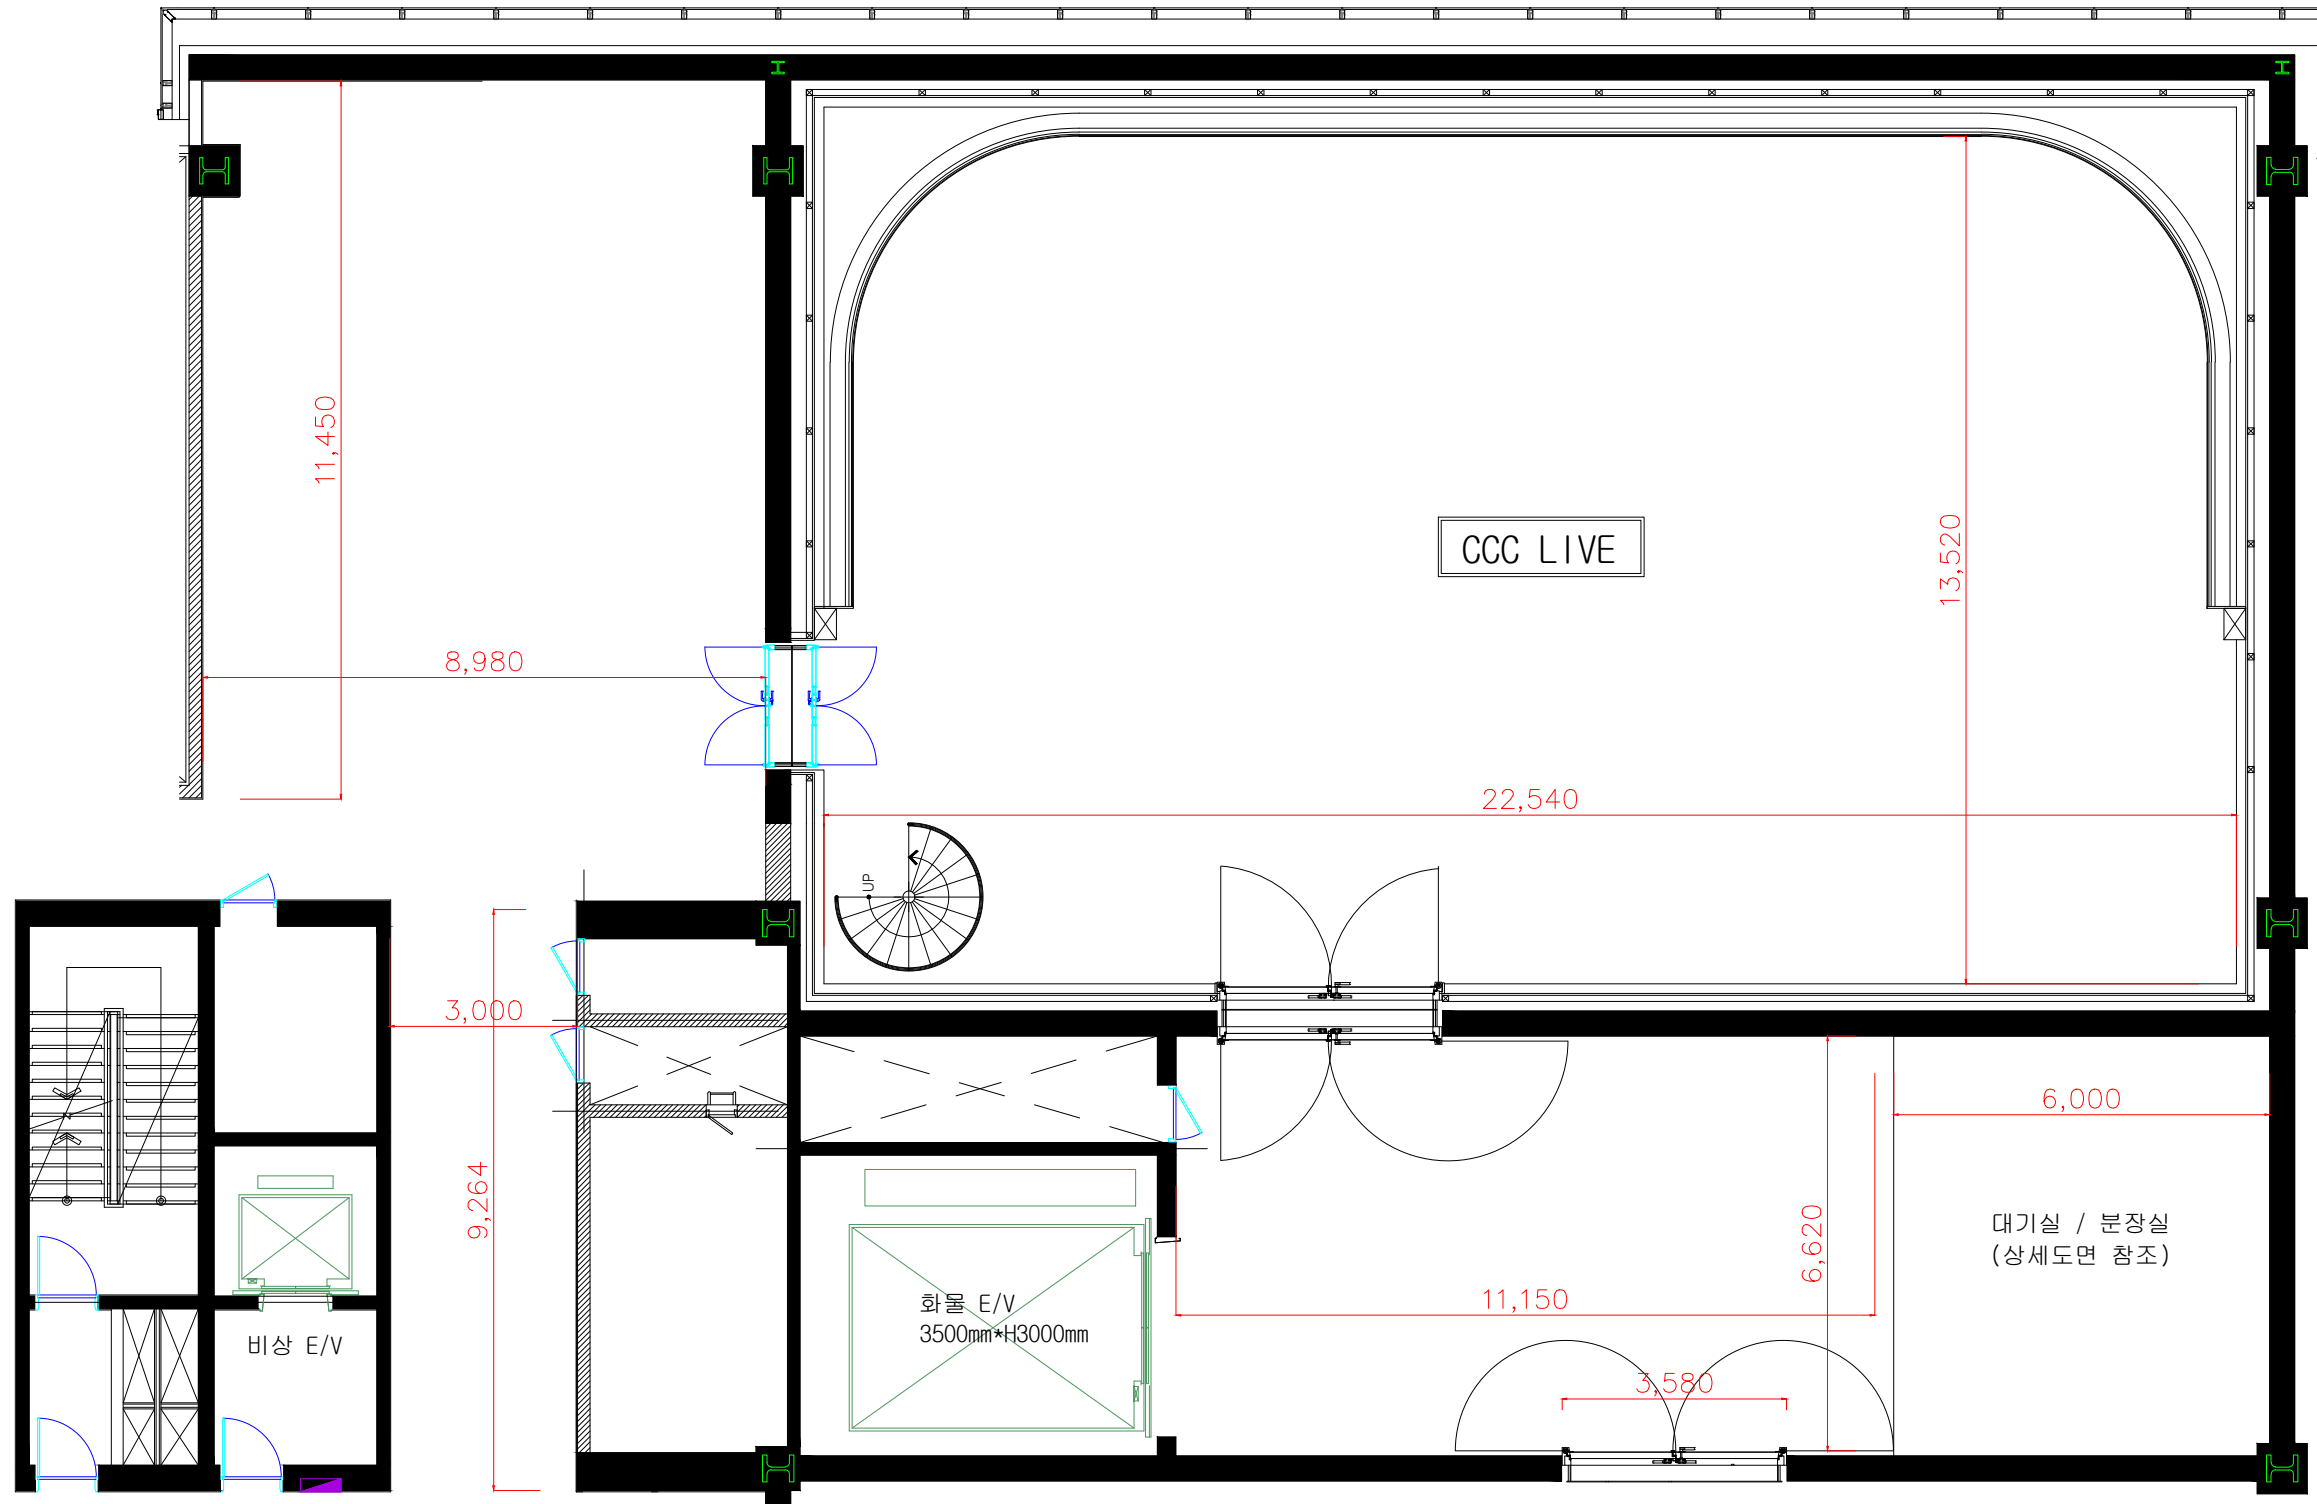 11,450
CCC LIVE
13,520
8,980
22,540
UP
3,000
6,000
9,264
6,620
대기실 / 분장실
(상세도면 참조)
화물 E/V
3500mm*H3000mm
11,150
비상 E/V
3,580